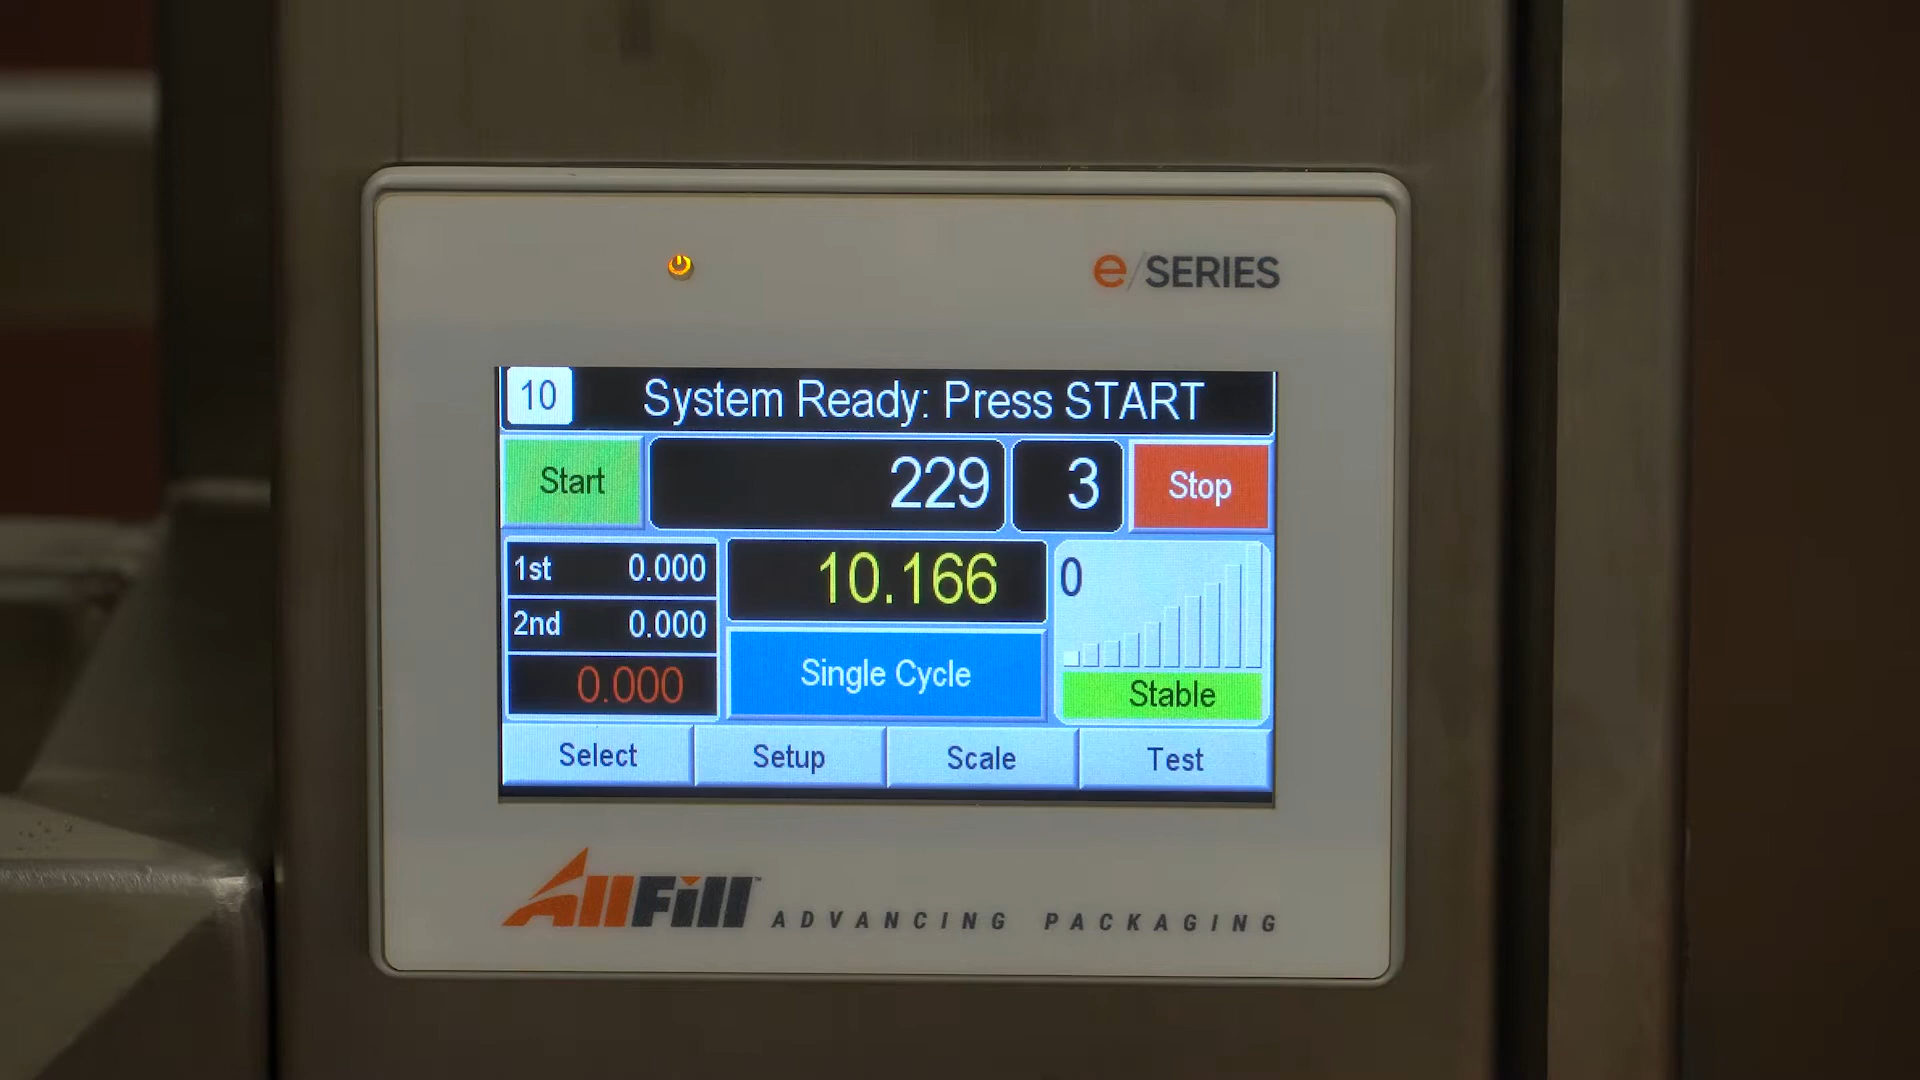 e/SERIES
10 System Ready: Press START
Start 229 3 Stop
1st 0.000 10.166 0
2nd 0.000
0.000 Single Cycle Stable
Select Setup Scale Test
AllFill™ ADVANCING PACKAGING